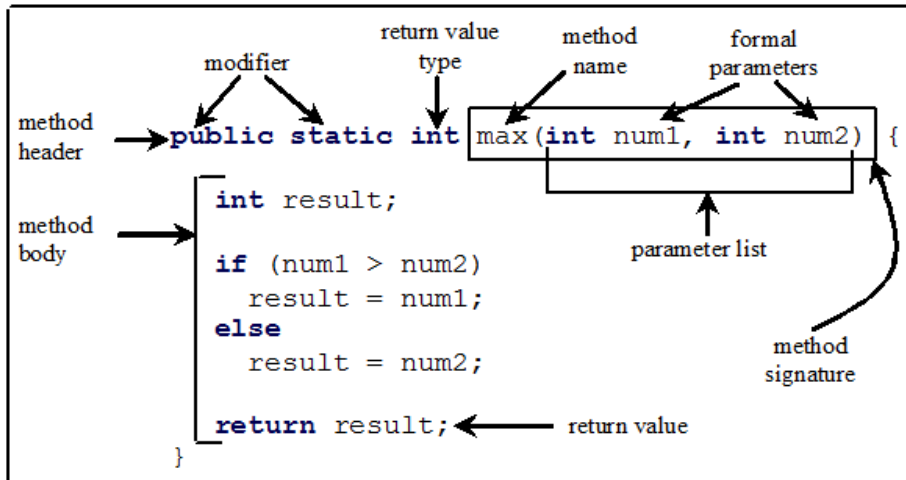 return value
type
method
name
formal
parameters
modifier
method
header
public static int max(int num1, int num2) {
method
body
int result;
parameter list
if (num1 > num2)
result = num1;
else
result = num2;
method
signature
return result;
return value
}